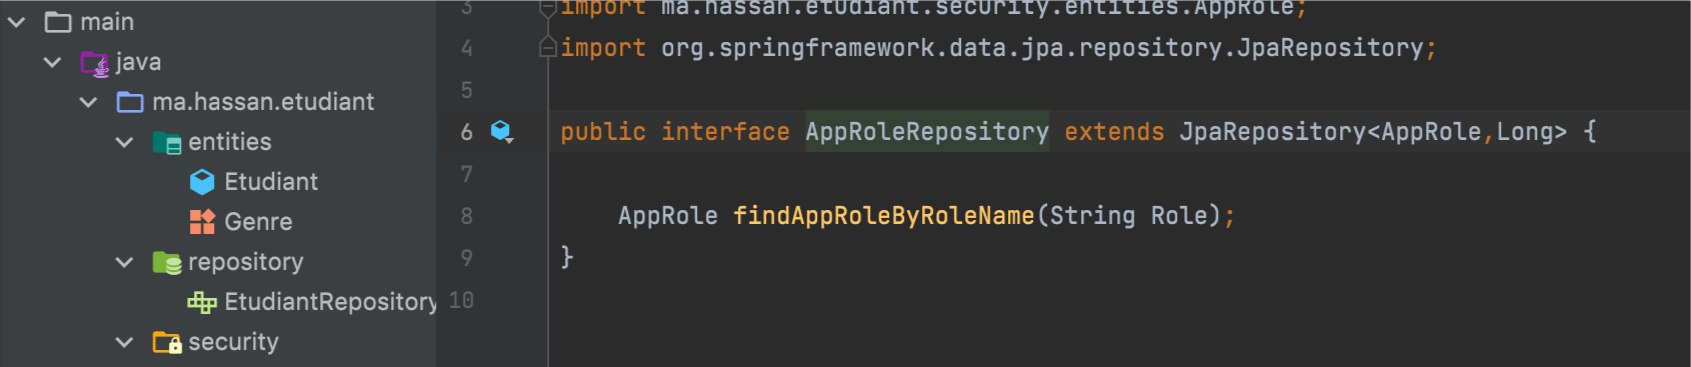 main
java
ma.hassan.etudiant
entities
Etudiant
Genre
repository
EtudiantRepository
security
3 import ma.hassan.etudiant.security.entities.AppRole;
4 import org.springframework.data.jpa.repository.JpaRepository;
5
6 public interface AppRoleRepository extends JpaRepository<AppRole,Long> {
7
8 AppRole findAppRoleByRoleName(String Role);
9 }
10